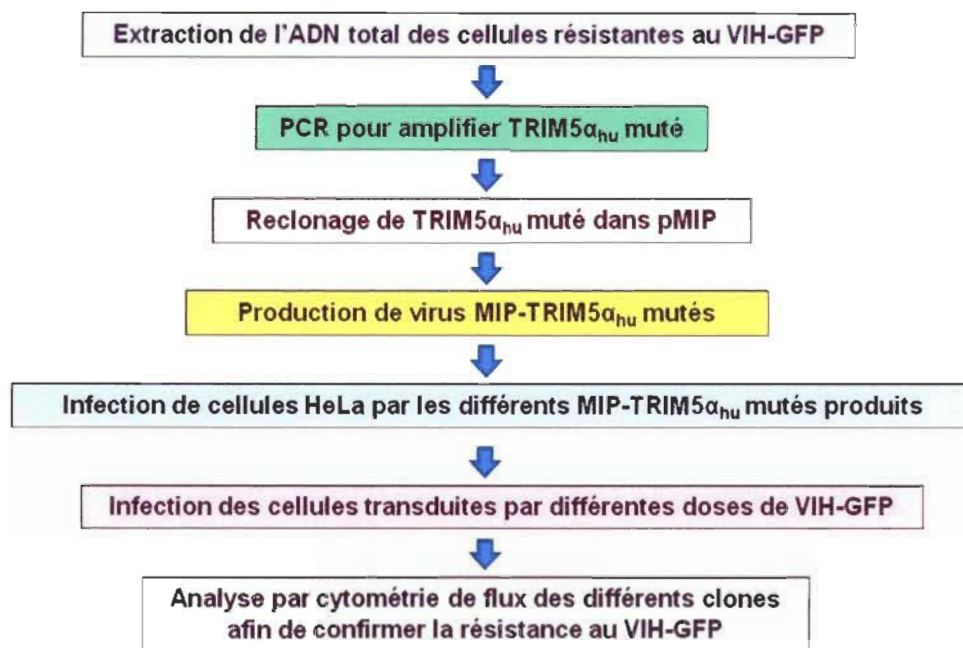 Extraction de l'ADN total des cellules résistantes au VIH-GFP
PCR pour amplifier TRIM5αhu muté
Reclonage de TRIM5αhu muté dans pMIP
Production de virus MIP-TRIM5αhu mutés
Infection de cellules HeLa par les différents MIP-TRIM5αhu mutés produits
Infection des cellules transduites par différentes doses de VIH-GFP
Analyse par cytométrie de flux des différents clones
afin de confirmer la résistance au VIH-GFP